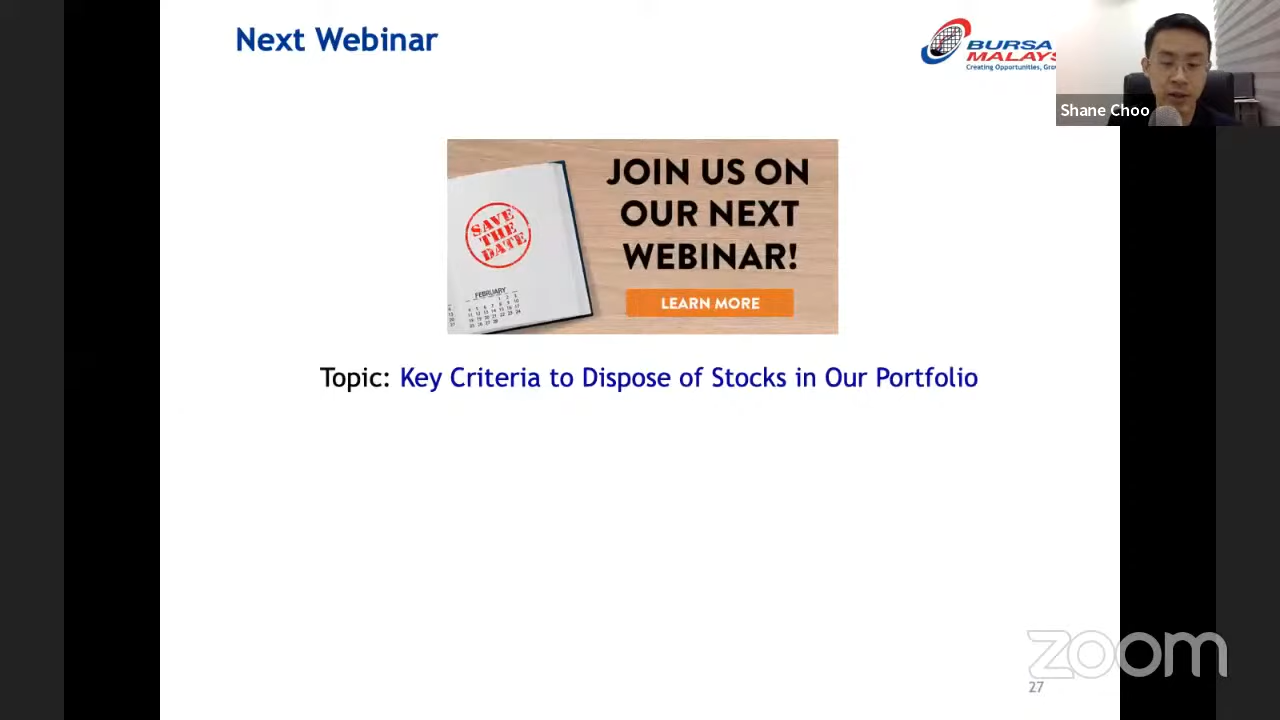 Next Webinar
BURSA
MALAYS
Creating Opportunities, Gro
Shane Choo
JOIN US ON
OUR NEXT
WEBINAR!
SAVE
THE
DATE
FEBRUARY
LEARN MORE
Topic: Key Criteria to Dispose of Stocks in Our Portfolio
zoom
27